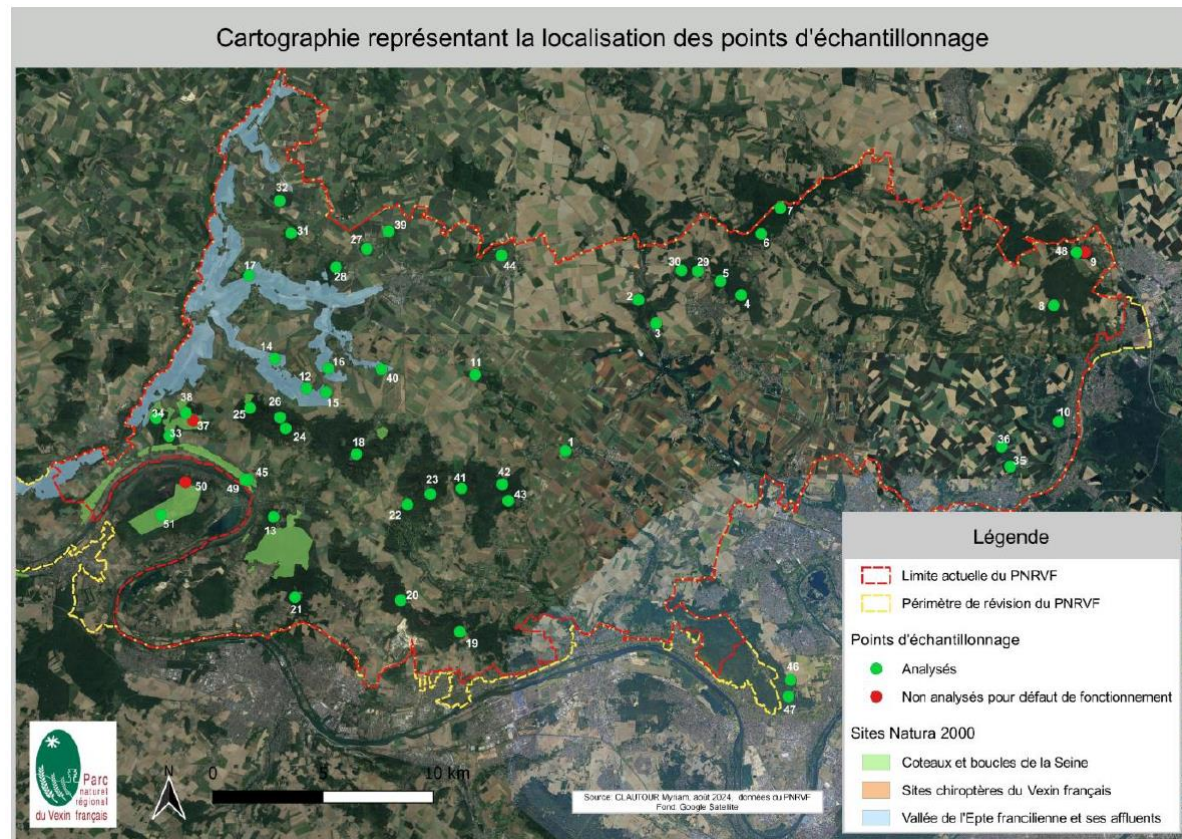 Cartographie représentant la localisation des points d'échantillonnage
32
31
39
27
28
17
44
7
6
30
29
5
4
2
3
48
9
8
14
16
12
15
40
11
38
34
37
33
25
26
24
18
1
10
36
35
45
49
50
51
13
23
41
22
42
43
21
20
19
46
47
Légende
Limite actuelle du PNRVF
Périmètre de révision du PNRVF
Points d'échantillonnage
Analysés
Non analysés pour défaut de fonctionnement
Sites Natura 2000
Coteaux et boucles de la Seine
Sites chiroptères du Vexin français
Vallée de l'Epte francilienne et ses affluents
Parc
naturel
régional
du Vexin français
N
0 5 10 km
Source: CLAUTOUR Myriam, août 2024, données du PNRVF
Fond: Google Satellite